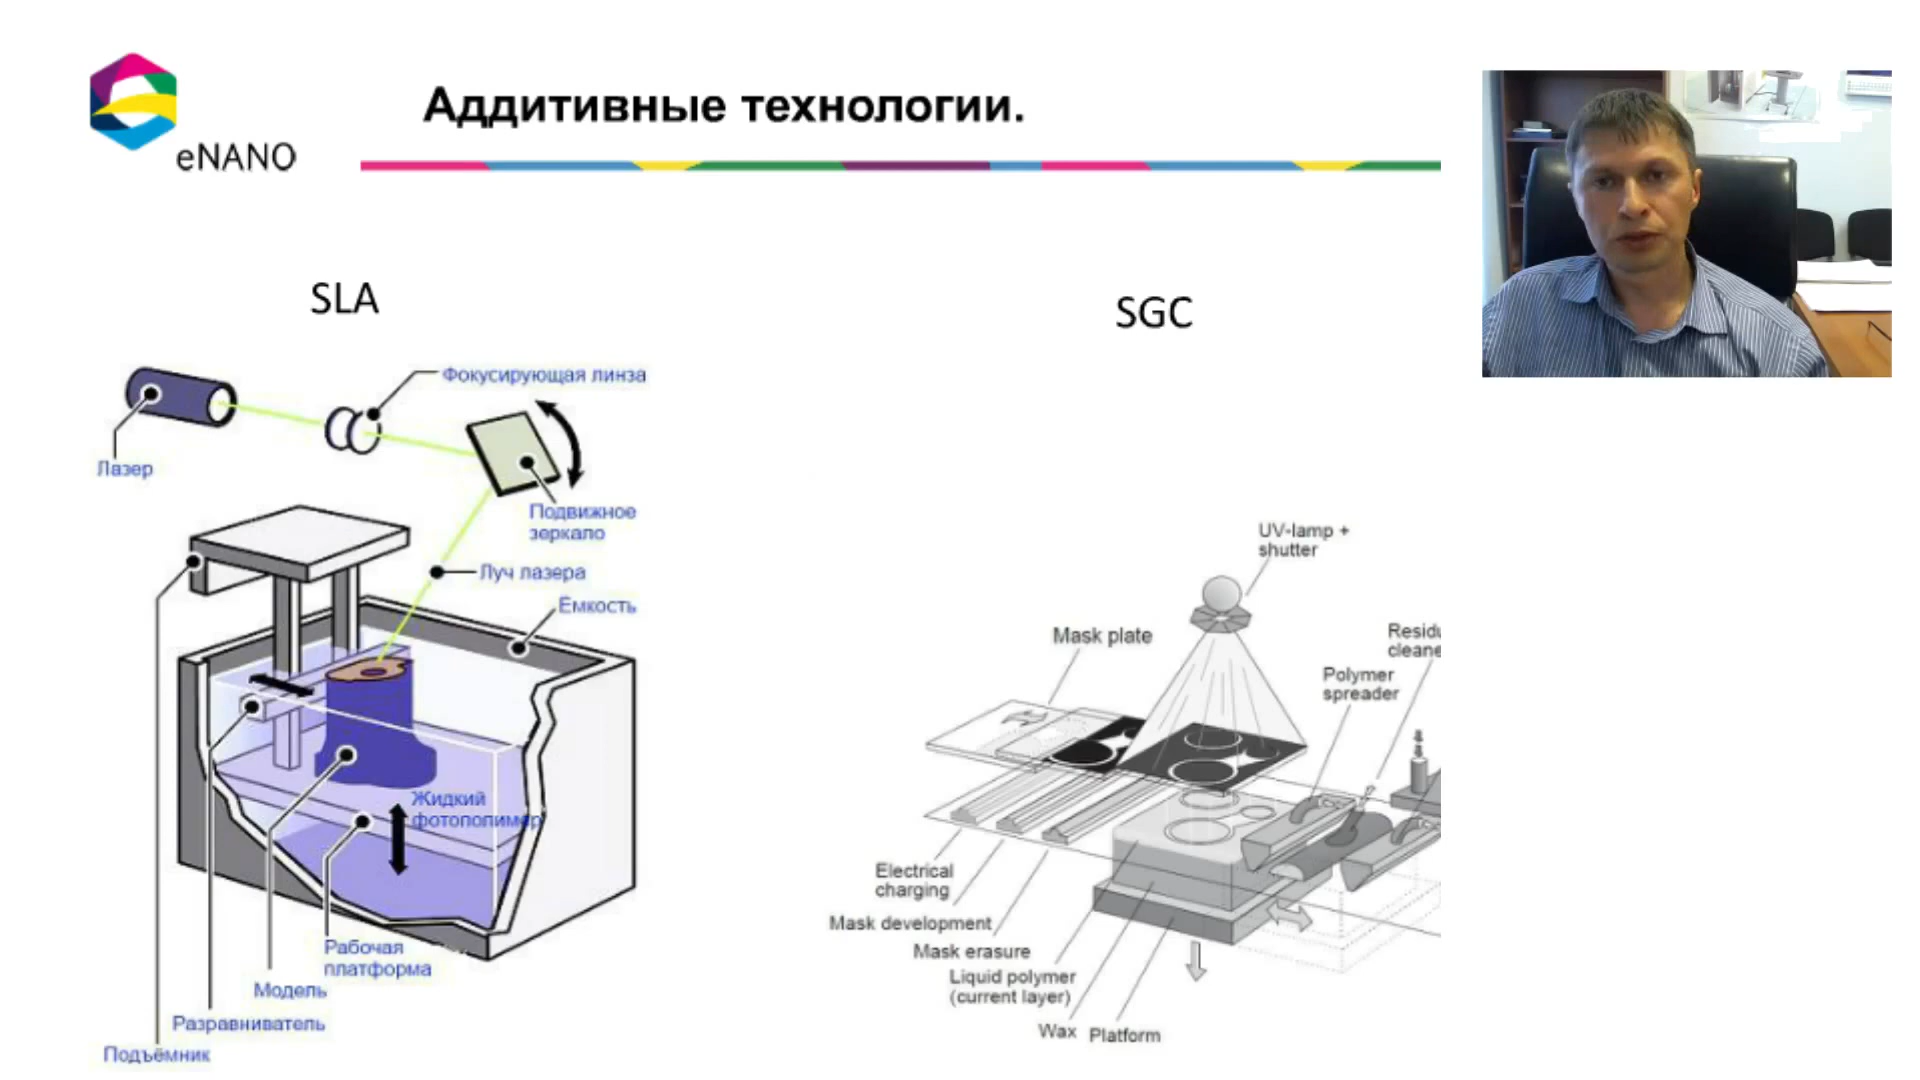 eNANO
Аддитивные технологии.
SLA
SGC
Фокусирующая линза
Лазер
Подвижное
зеркало
Луч лазера
Емкость
Жидкий
фотополимер
Рабочая
платформа
Модель
Разравниватель
Подъёмник
UV-lamp +
shutter
Mask plate
Polymer
spreader
Electrical
charging
Mask development
Mask erasure
Liquid polymer
(current layer)
Wax
Platform